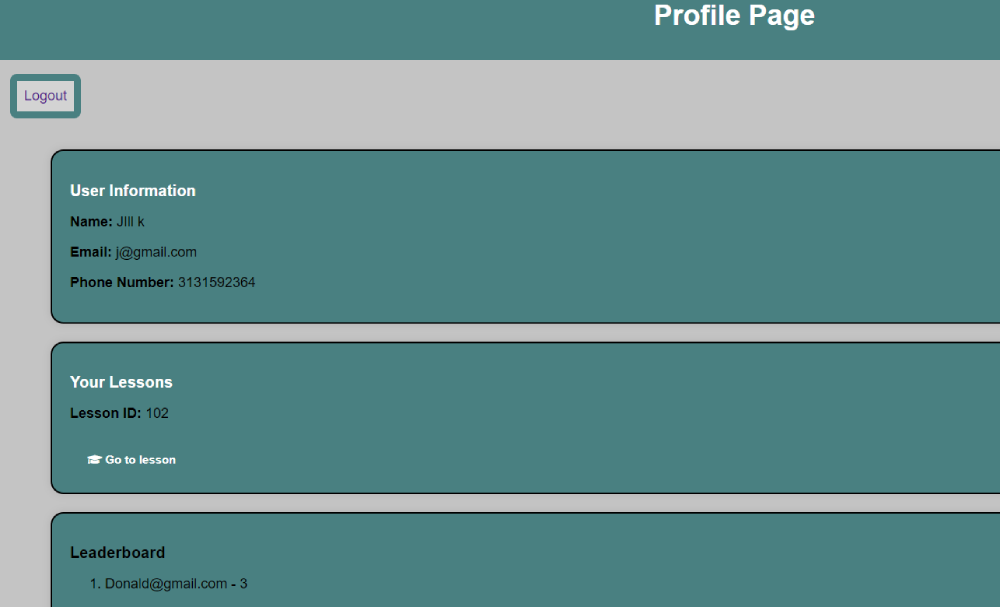 Profile Page
Logout
User Information
Name: JIll k
Email: j@gmail.com
Phone Number: 3131592364
Your Lessons
Lesson ID: 102
Go to lesson
Leaderboard
1. Donald@gmail.com - 3